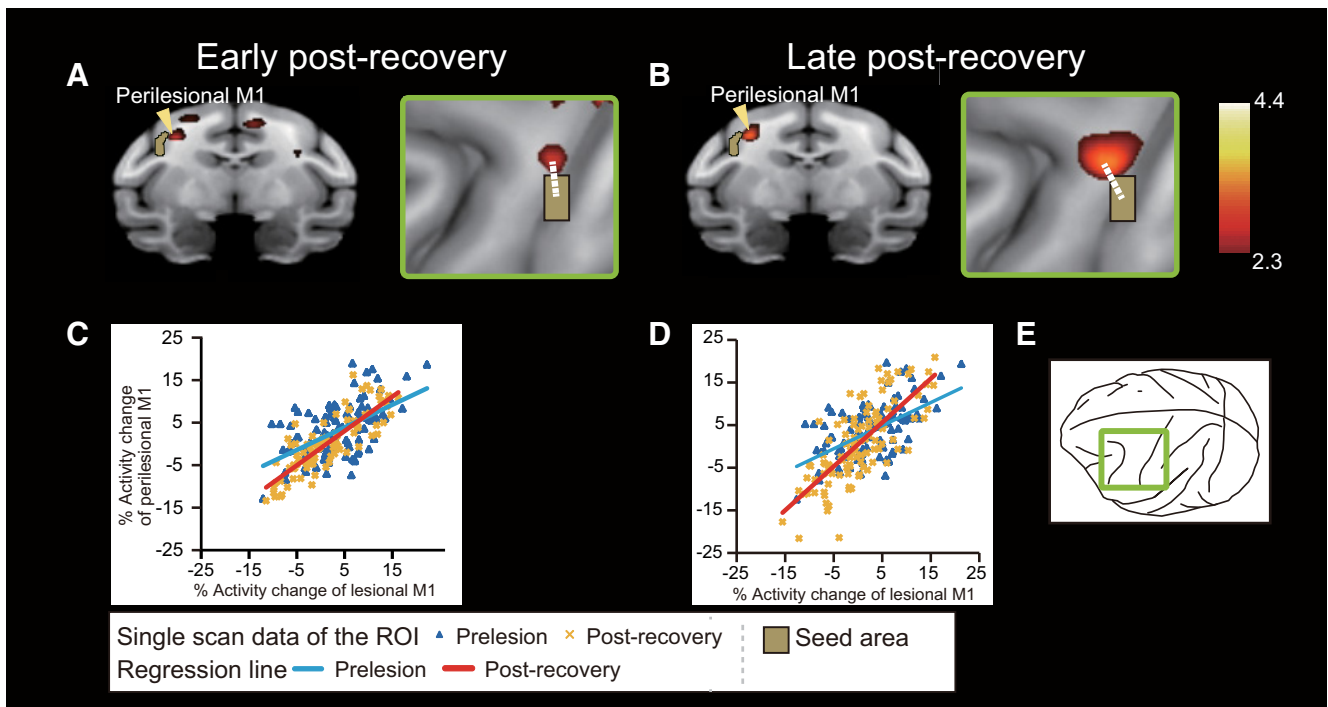 Early post-recovery
Late post-recovery
A
B
Perilesional M1
Perilesional M1
4.4
2.3
C
D
E
25
15
5
-5
-15
-25
% Activity change
of perilesional M1
-25
-15
-5
5
15
% Activity change of lesional M1
25
15
5
-5
-15
-25
-25
-15
-5
5
15
25
% Activity change of lesional M1
Single scan data of the ROI Prelesion Post-recovery Seed area
Regression line Prelesion Post-recovery